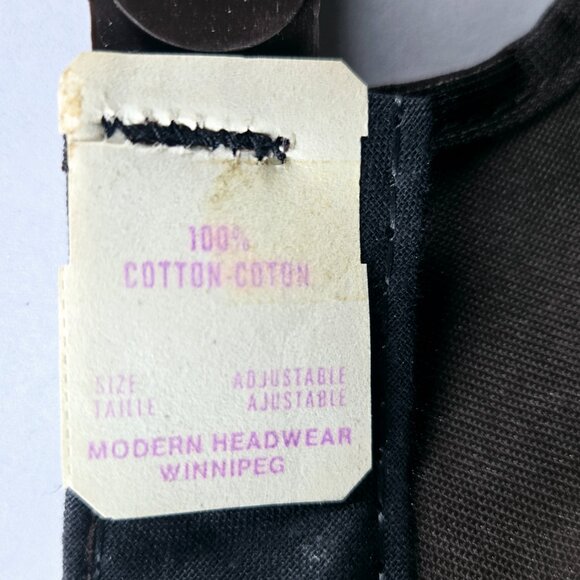 100%
COTTON-COTON
SIZE ADJUSTABLE
TAILLE AJUSTABLE
MODERN HEADWEAR
WINNIPEG